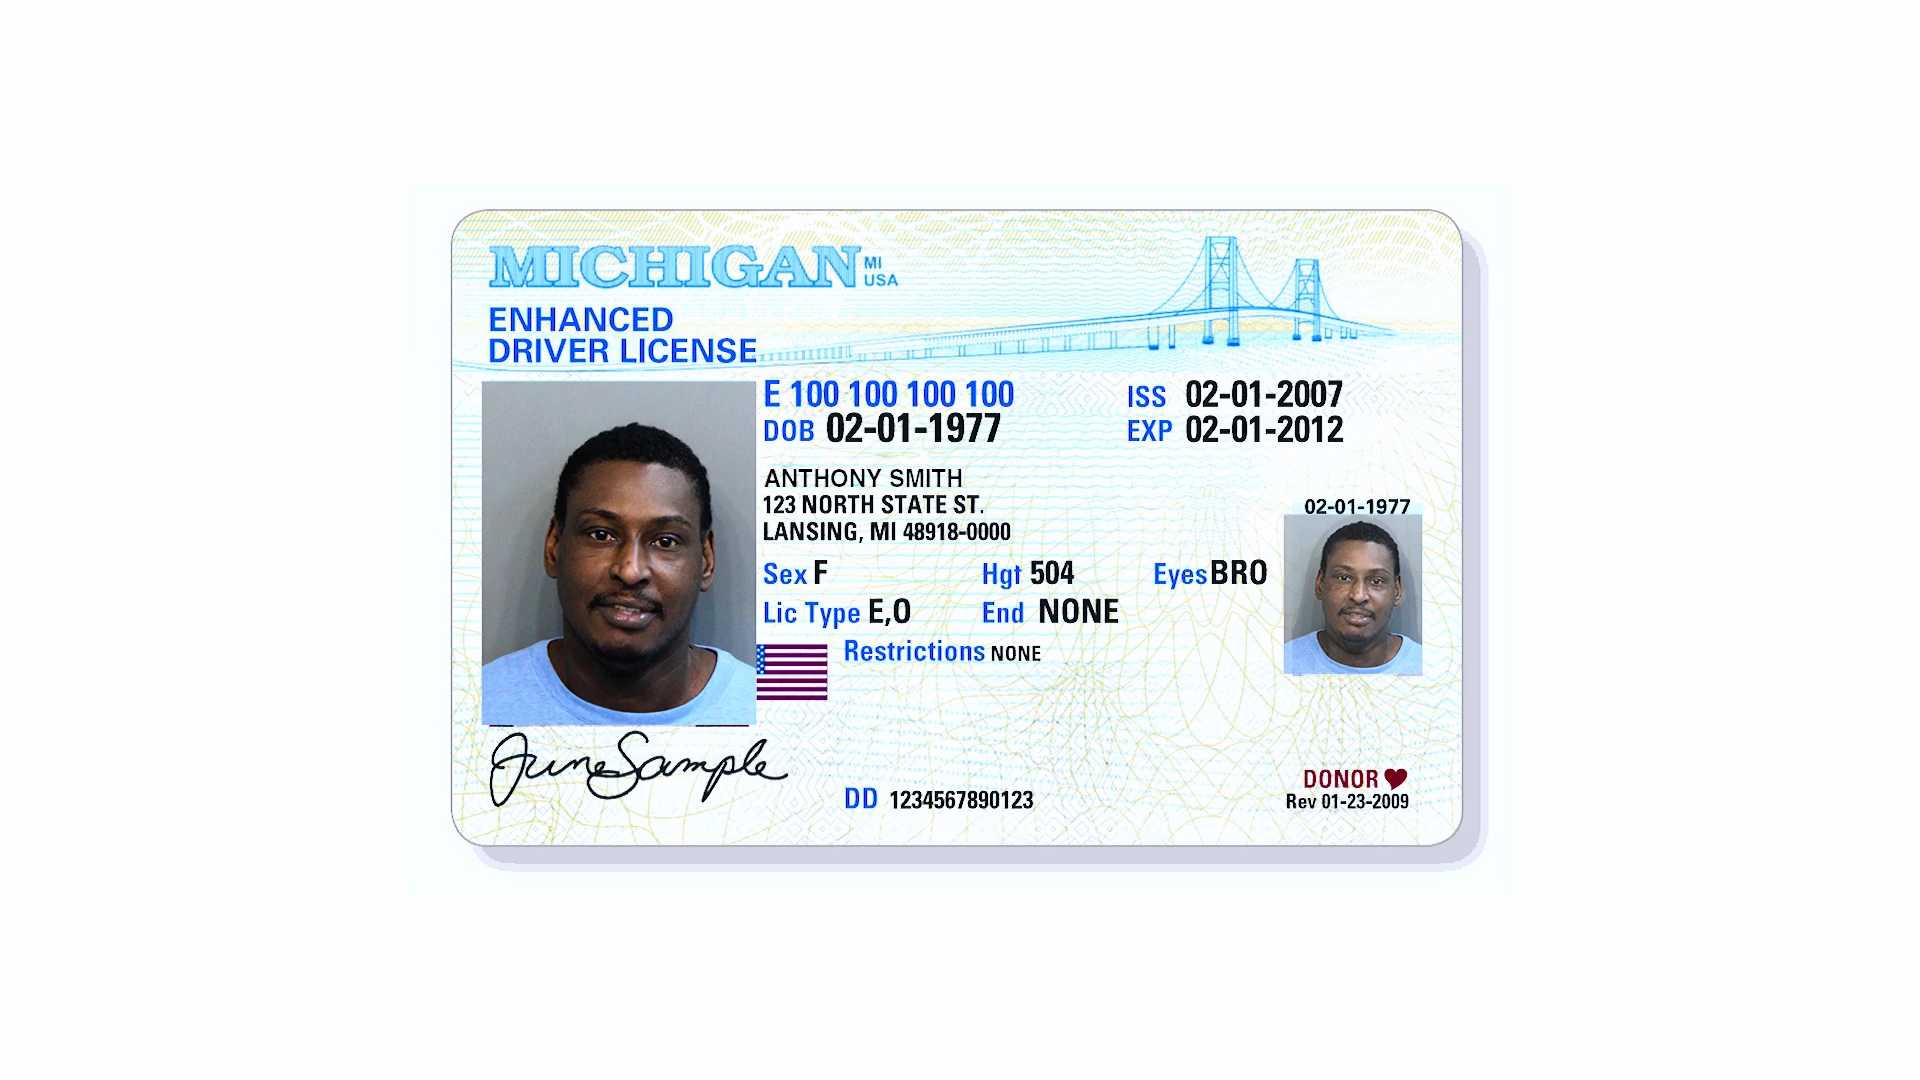 MICHIGAN MI USA
ENHANCED
DRIVER LICENSE
E 100 100 100 100 ISS 02-01-2007
DOB 02-01-1977 EXP 02-01-2012
ANTHONY SMITH
123 NORTH STATE ST.
LANSING, MI 48918-0000
02-01-1977
Sex F Hgt 504 Eyes BRO
Lic Type E,O End NONE
Restrictions NONE
June Sample
DD 1234567890123
DONOR
Rev 01-23-2009